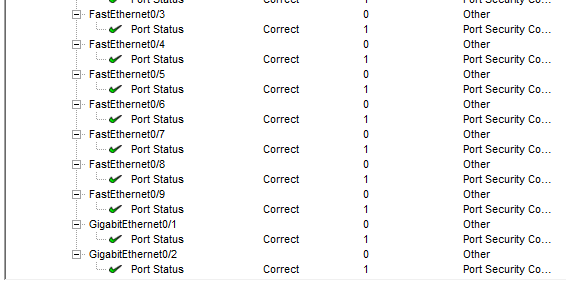 Port Status Correct 1 Port Security Co...
FastEthernet0/3 0 Other
Port Status Correct 1 Port Security Co...
FastEthernet0/4 0 Other
Port Status Correct 1 Port Security Co...
FastEthernet0/5 0 Other
Port Status Correct 1 Port Security Co...
FastEthernet0/6 0 Other
Port Status Correct 1 Port Security Co...
FastEthernet0/7 0 Other
Port Status Correct 1 Port Security Co...
FastEthernet0/8 0 Other
Port Status Correct 1 Port Security Co...
FastEthernet0/9 0 Other
Port Status Correct 1 Port Security Co...
GigabitEthernet0/1 0 Other
Port Status Correct 1 Port Security Co...
GigabitEthernet0/2 0 Other
Port Status Correct 1 Port Security Co...